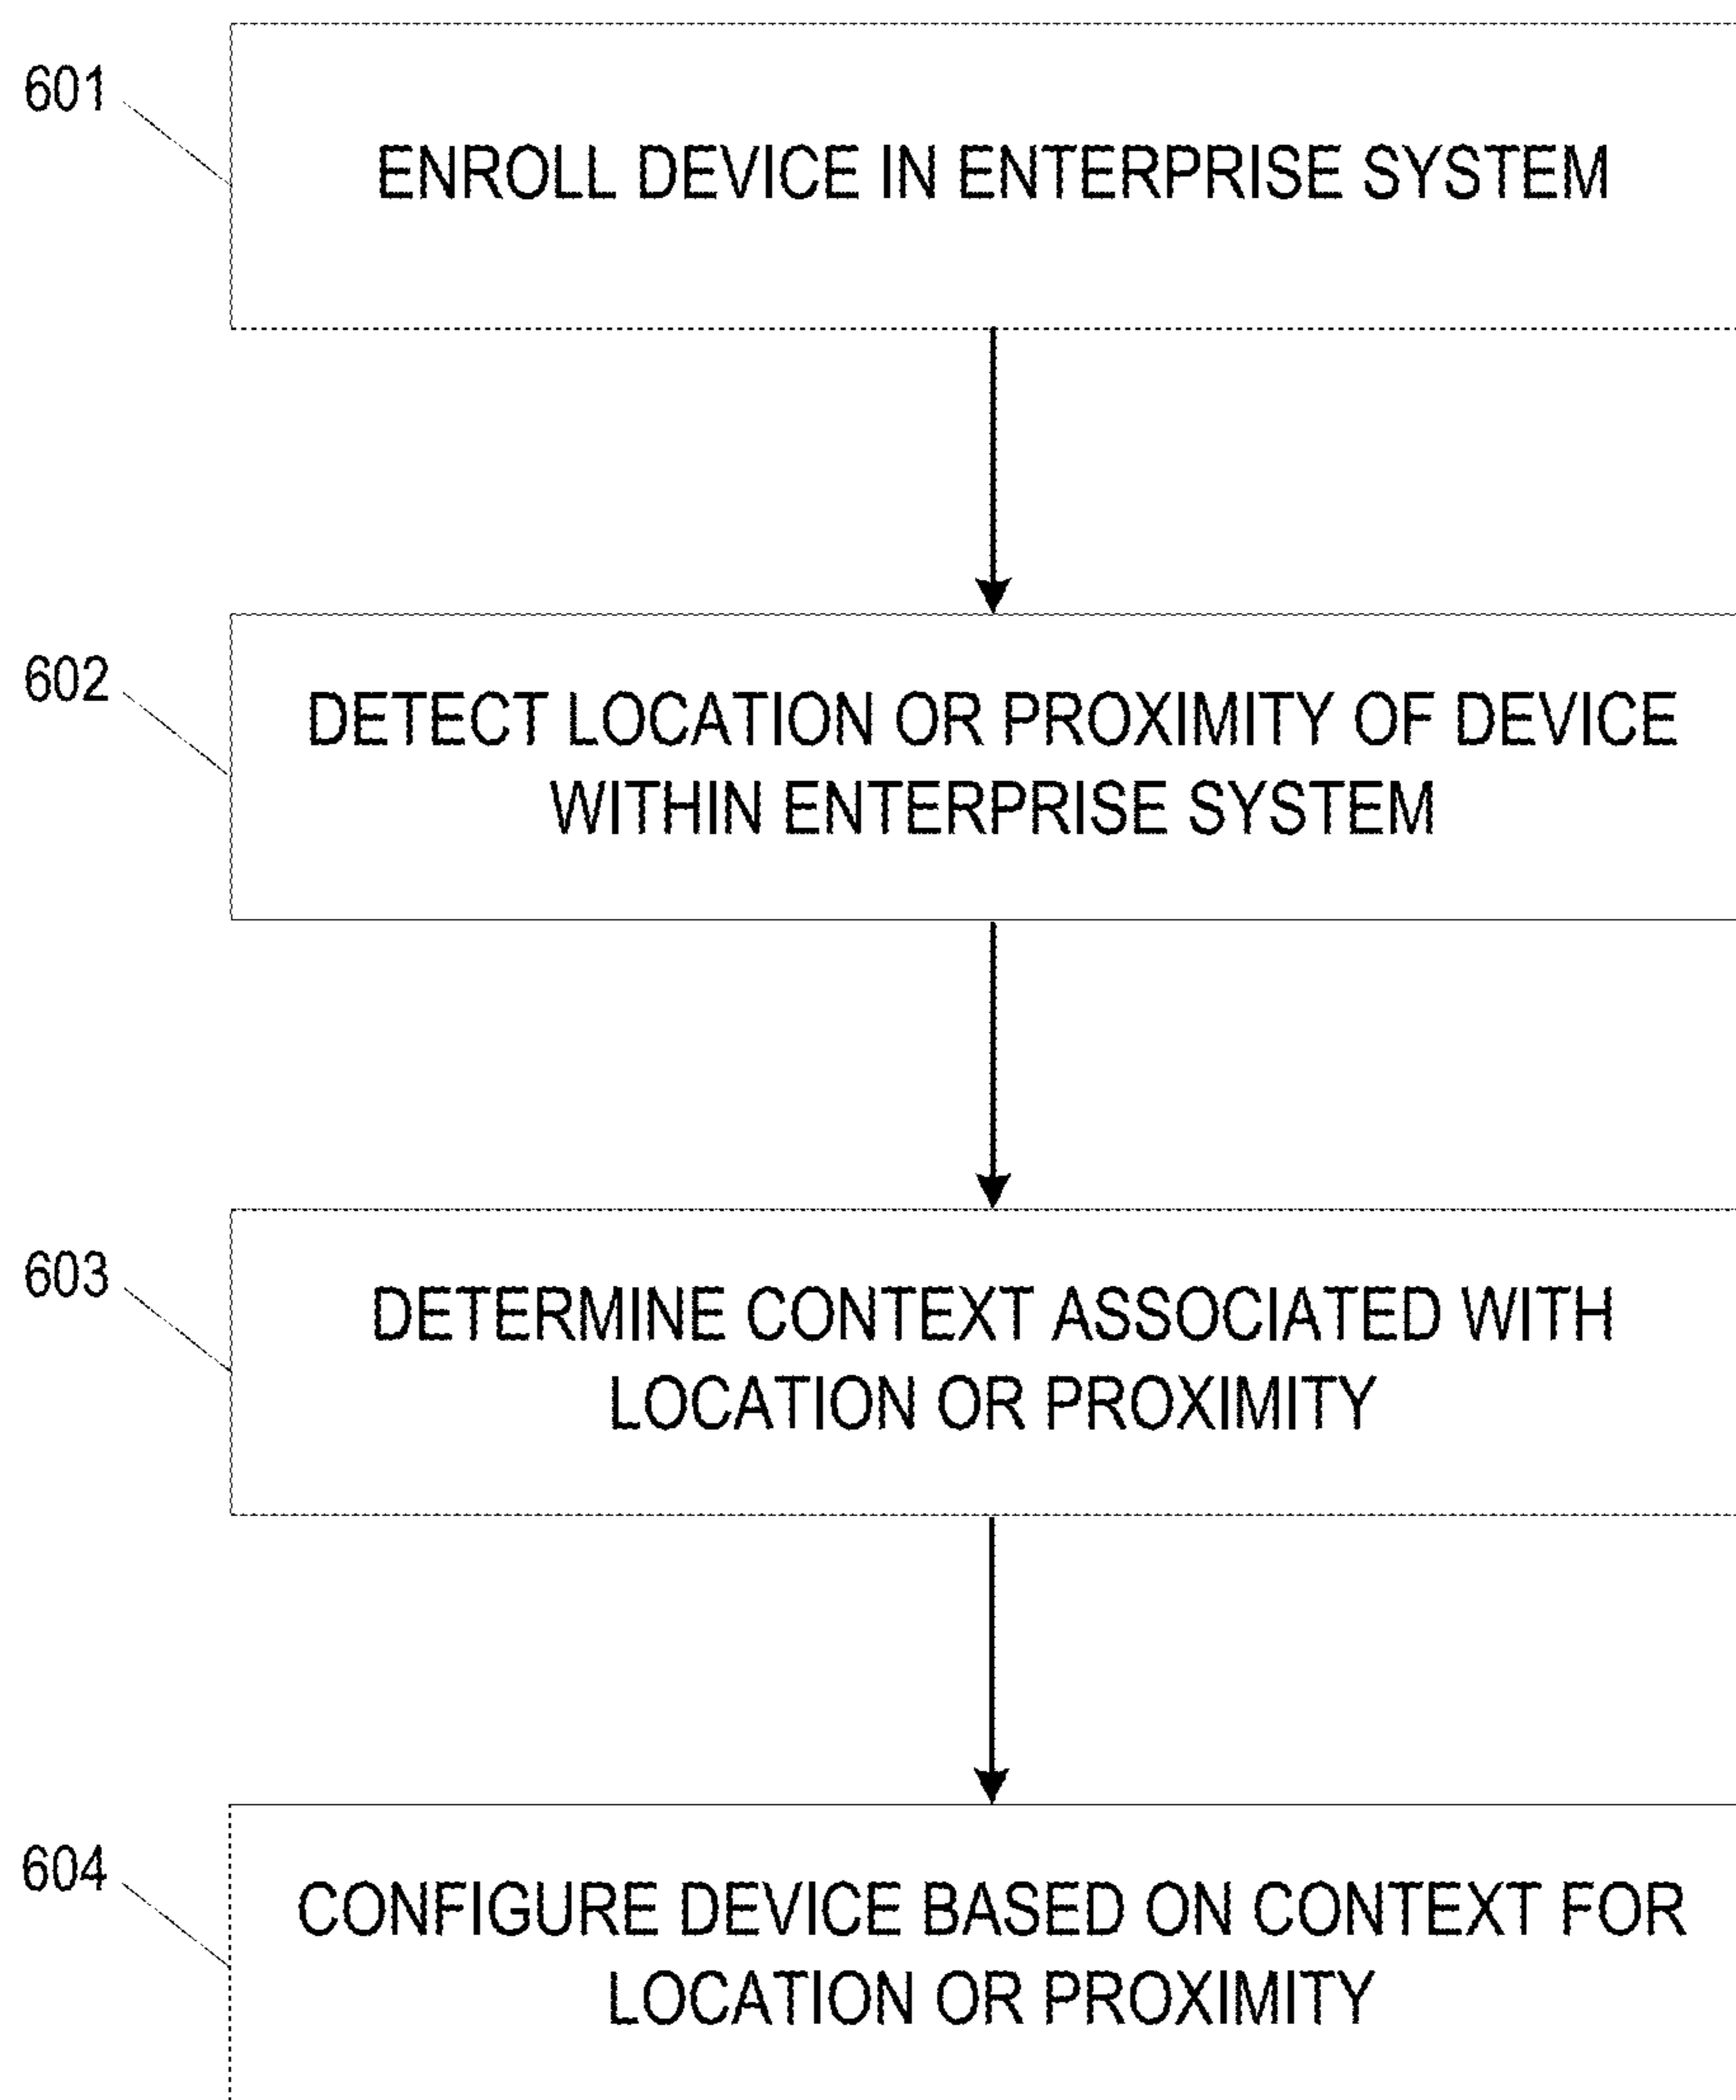 601
ENROLL DEVICE IN ENTERPRISE SYSTEM
602
DETECT LOCATION OR PROXIMITY OF DEVICE
WITHIN ENTERPRISE SYSTEM
603
DETERMINE CONTEXT ASSOCIATED WITH
LOCATION OR PROXIMITY
604
CONFIGURE DEVICE BASED ON CONTEXT FOR
LOCATION OR PROXIMITY